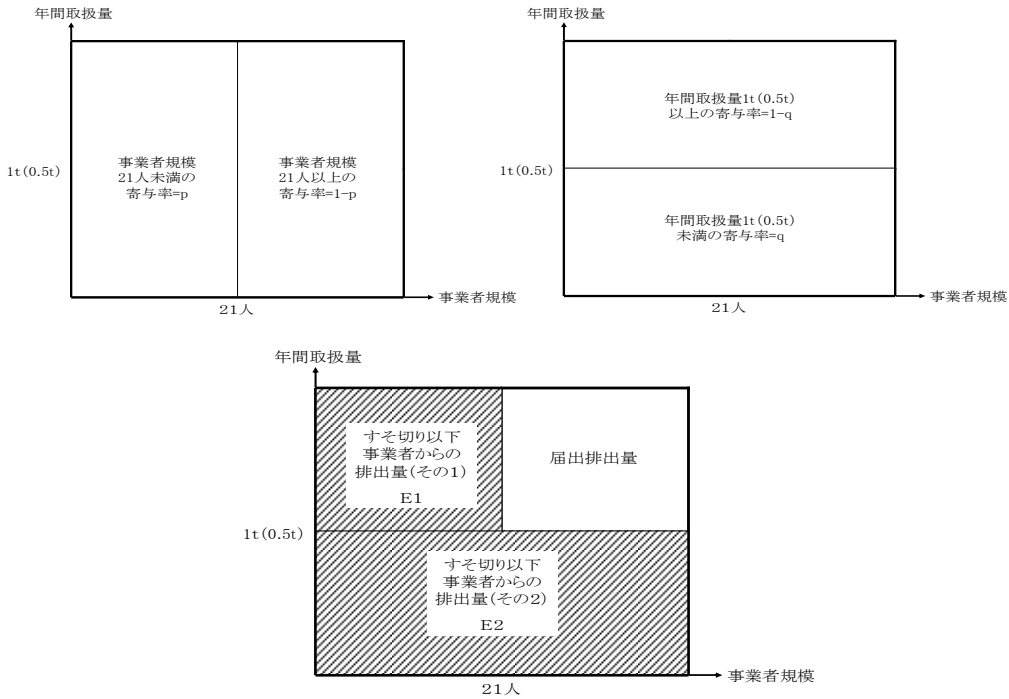 年間取扱量
1t(0.5t)
事業者規模
21人未満の
寄与率=p
事業者規模
21人以上の
寄与率=1-p
21人
事業者規模
年間取扱量
1t(0.5t)
年間取扱量1t(0.5t)
以上の寄与率=1-q
年間取扱量1t(0.5t)
未満の寄与率=q
21人
事業者規模
年間取扱量
1t(0.5t)
すそ切り以下
事業者からの
排出量(その1)
E1
届出排出量
すそ切り以下
事業者からの
排出量(その2)
E2
21人
事業者規模